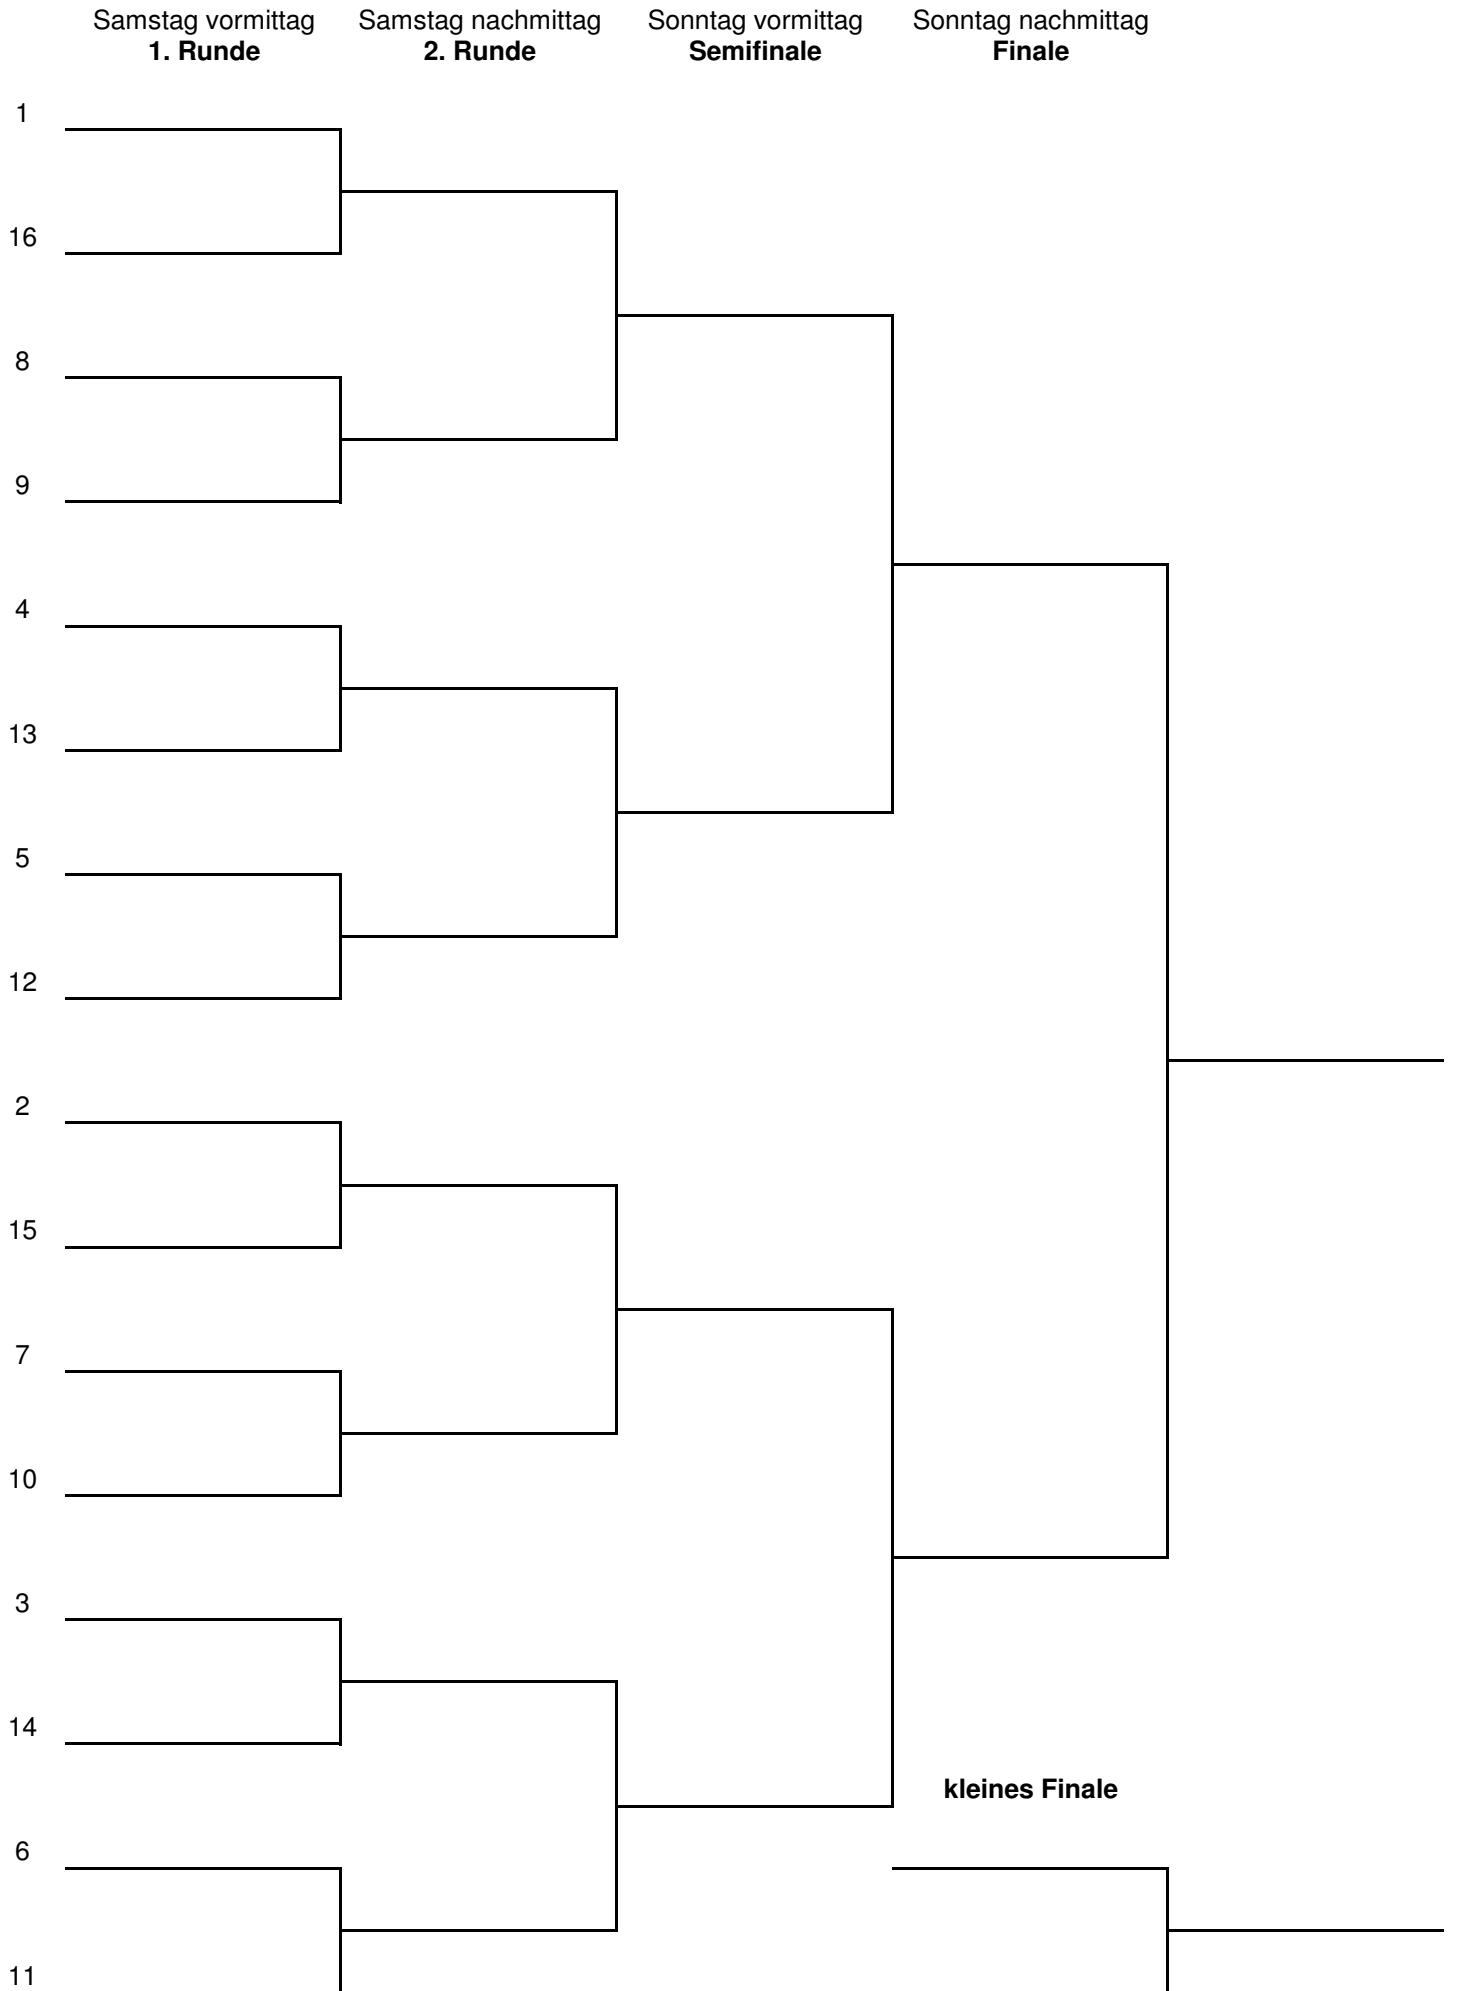 Samstag vormittag
1. Runde
Samstag nachmittag
2. Runde
Sonntag vormittag
Semifinale
Sonntag nachmittag
Finale
1
16
8
9
4
13
5
12
2
15
7
10
3
14
kleines Finale
6
11